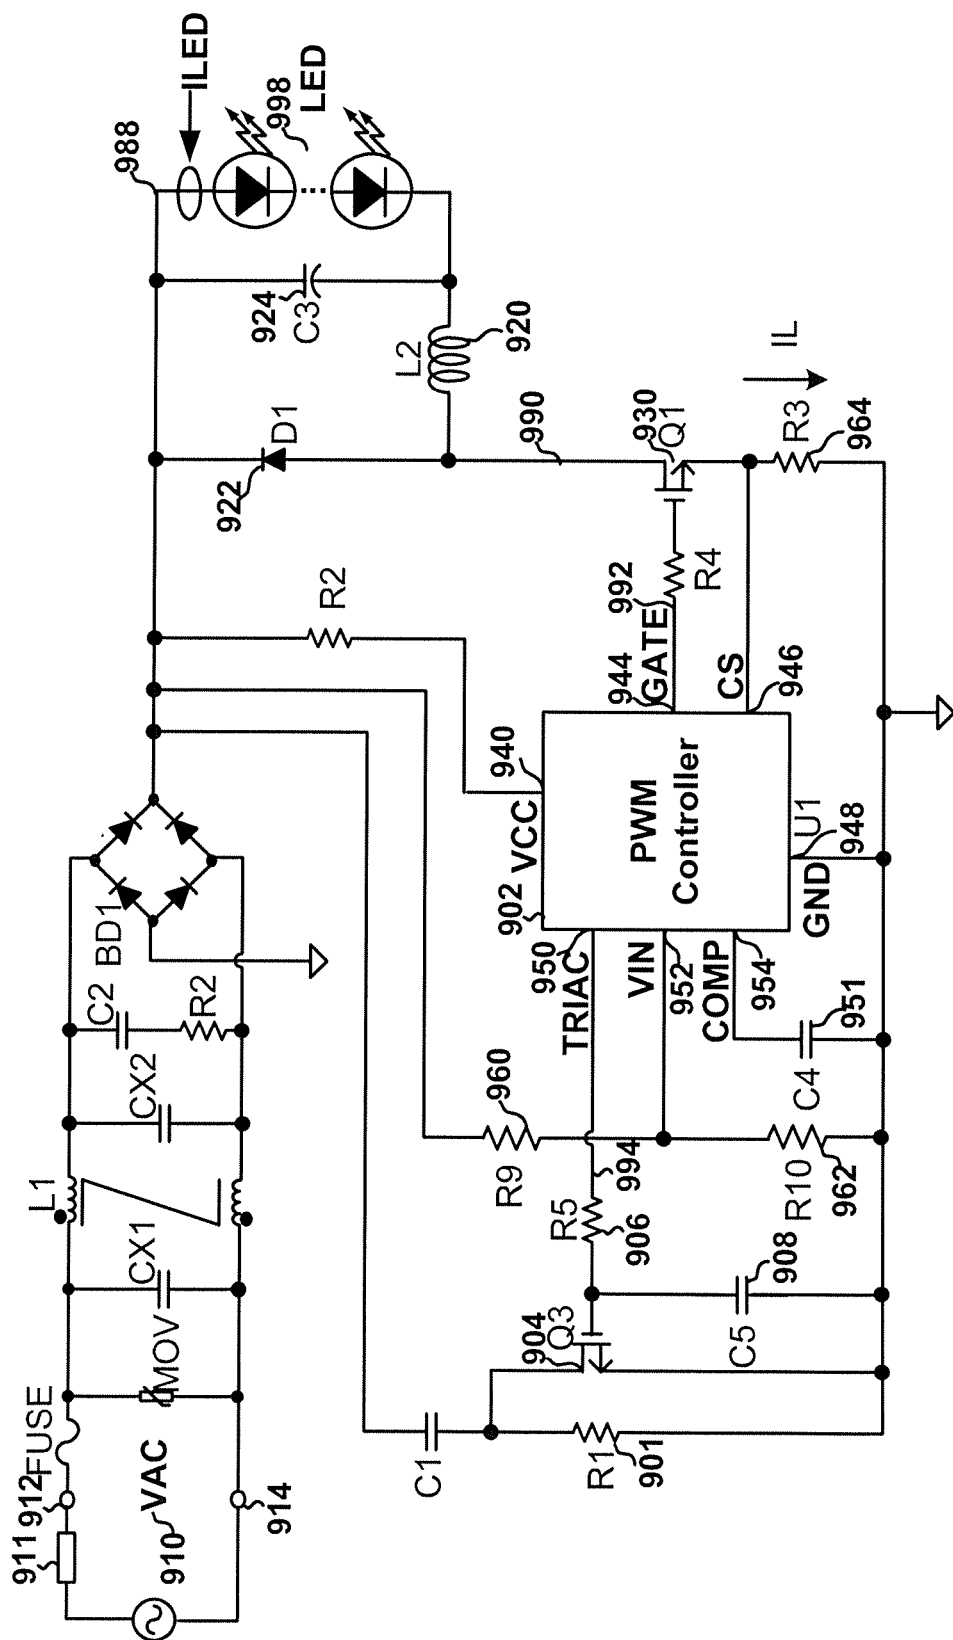 911
912
FUSE
VAC
910
914
MOV
CX1
L1
CX2
C2
R2
BD1
988
ILED
998
LED
924
C3
L2
920
922
D1
990
R2
930
Q1
IL
R3
964
992
R4
944
GATE
CS
946
940
VCC
902
PWM
Controller
U1
948
GND
950
TRIAC
VIN
952
COMP
954
951
C4
960
R9
994
R10
962
R5
906
908
C5
904
Q3
C1
R1
901